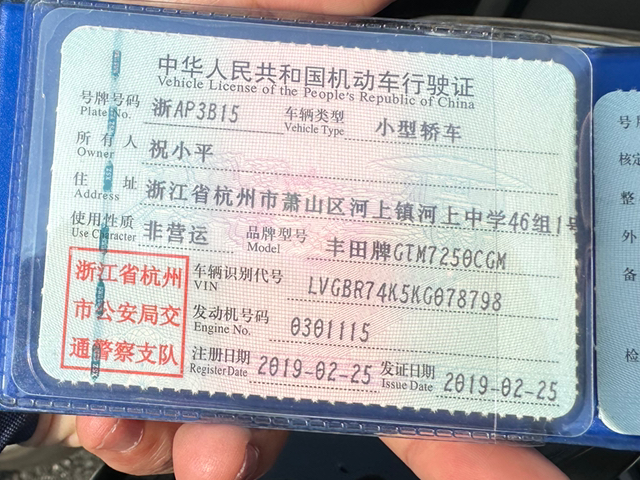 中华人民共和国机动车行驶证
Vehicle License of the People's Republic of China
号牌号码 浙AP3B15 车辆类型 小型轿车
Plate No. Vehicle Type
所有人 祝小平
Owner
住址 浙江省杭州市萧山区河上镇河上中学46组1号
Address
使用性质 非营运 品牌型号 丰田牌GTM7250CGM
Use Character Model
浙江省杭州
市公安局交
通警察支队
车辆识别代号 LVGBR74K5KG078798
VIN
发动机号码 0301115
Engine No.
注册日期 2019-02-25 发证日期 2019-02-25
Register Date Issue Date
号
核定
整
外
备
检